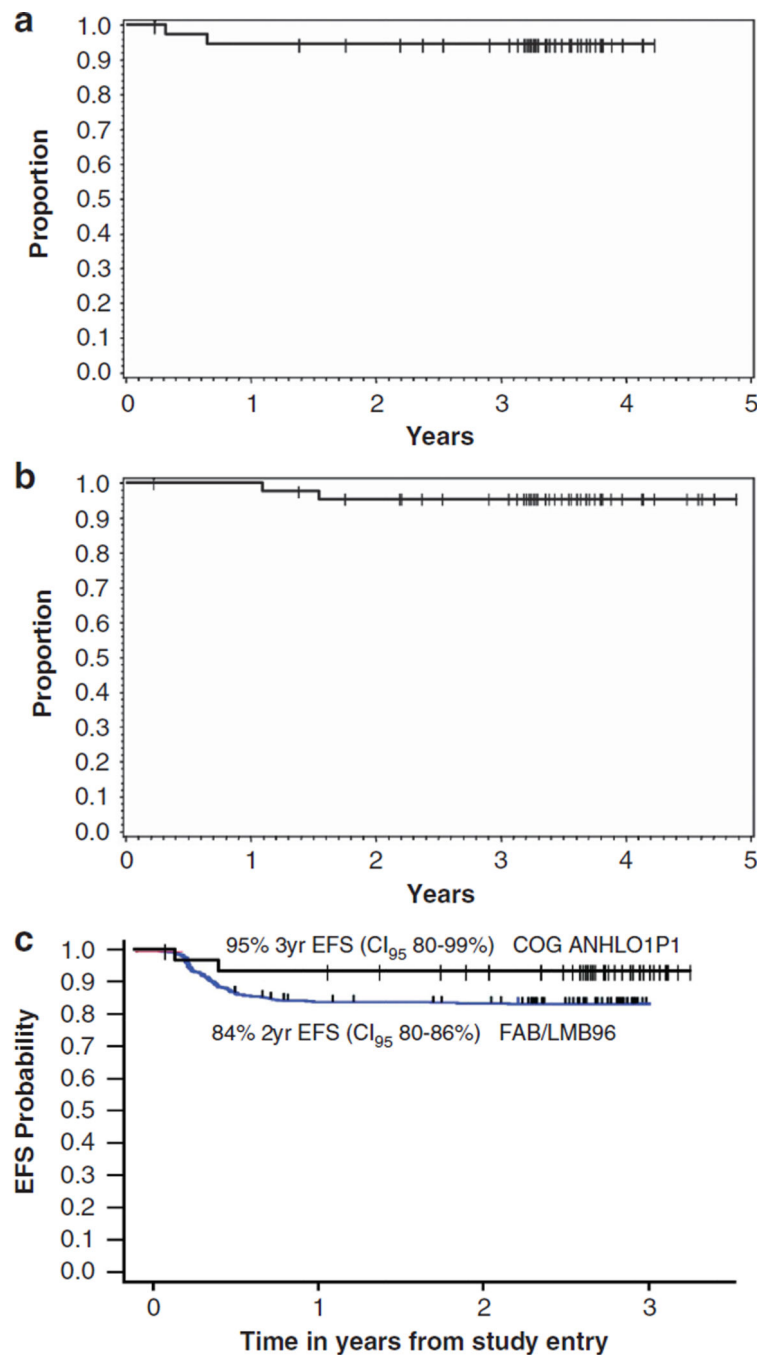 a
1.0
0.9
0.8
0.7
0.6
0.5
0.4
0.3
0.2
0.1
0.0
Proportion
0 1 2 3 4 5
Years
b
1.0
0.9
0.8
0.7
0.6
0.5
0.4
0.3
0.2
0.1
0.0
Proportion
0 1 2 3 4 5
Years
c
95% 3yr EFS (CI95 80-99%) COG ANHLO1P1
84% 2yr EFS (CI95 80-86%) FAB/LMB96
1.0
0.9
0.8
0.7
0.6
0.5
0.4
0.3
0.2
0.1
0.0
EFS Probability
0 1 2 3
Time in years from study entry